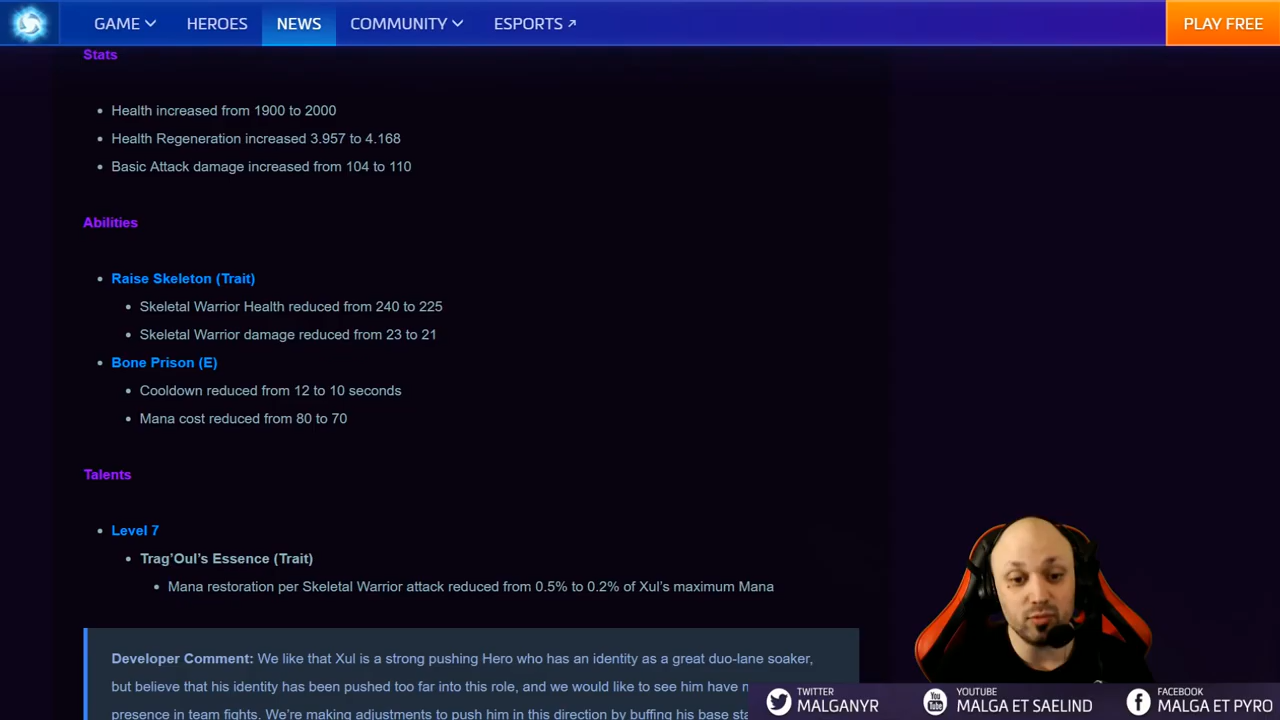 GAME HEROES NEWS COMMUNITY ESPORTS PLAY FREE
Stats
Health increased from 1900 to 2000
Health Regeneration increased 3.957 to 4.168
Basic Attack damage increased from 104 to 110
Abilities
Raise Skeleton (Trait)
Skeletal Warrior Health reduced from 240 to 225
Skeletal Warrior damage reduced from 23 to 21
Bone Prison (E)
Cooldown reduced from 12 to 10 seconds
Mana cost reduced from 80 to 70
Talents
Level 7
Trag’Oul’s Essence (Trait)
Mana restoration per Skeletal Warrior attack reduced from 0.5% to 0.2% of Xul’s maximum Mana
Developer Comment: We like that Xul is a strong pushing Hero who has an identity as a great duo-lane soaker,
but believe that his identity has been pushed too far into this role, and we would like to see him have
presence in team fights. We’re making adjustments to push him in this direction by buffing his base
TWITTER
MALGANYR
YOUTUBE
MALGA ET SAELIND
FACEBOOK
MALGA ET PYRO